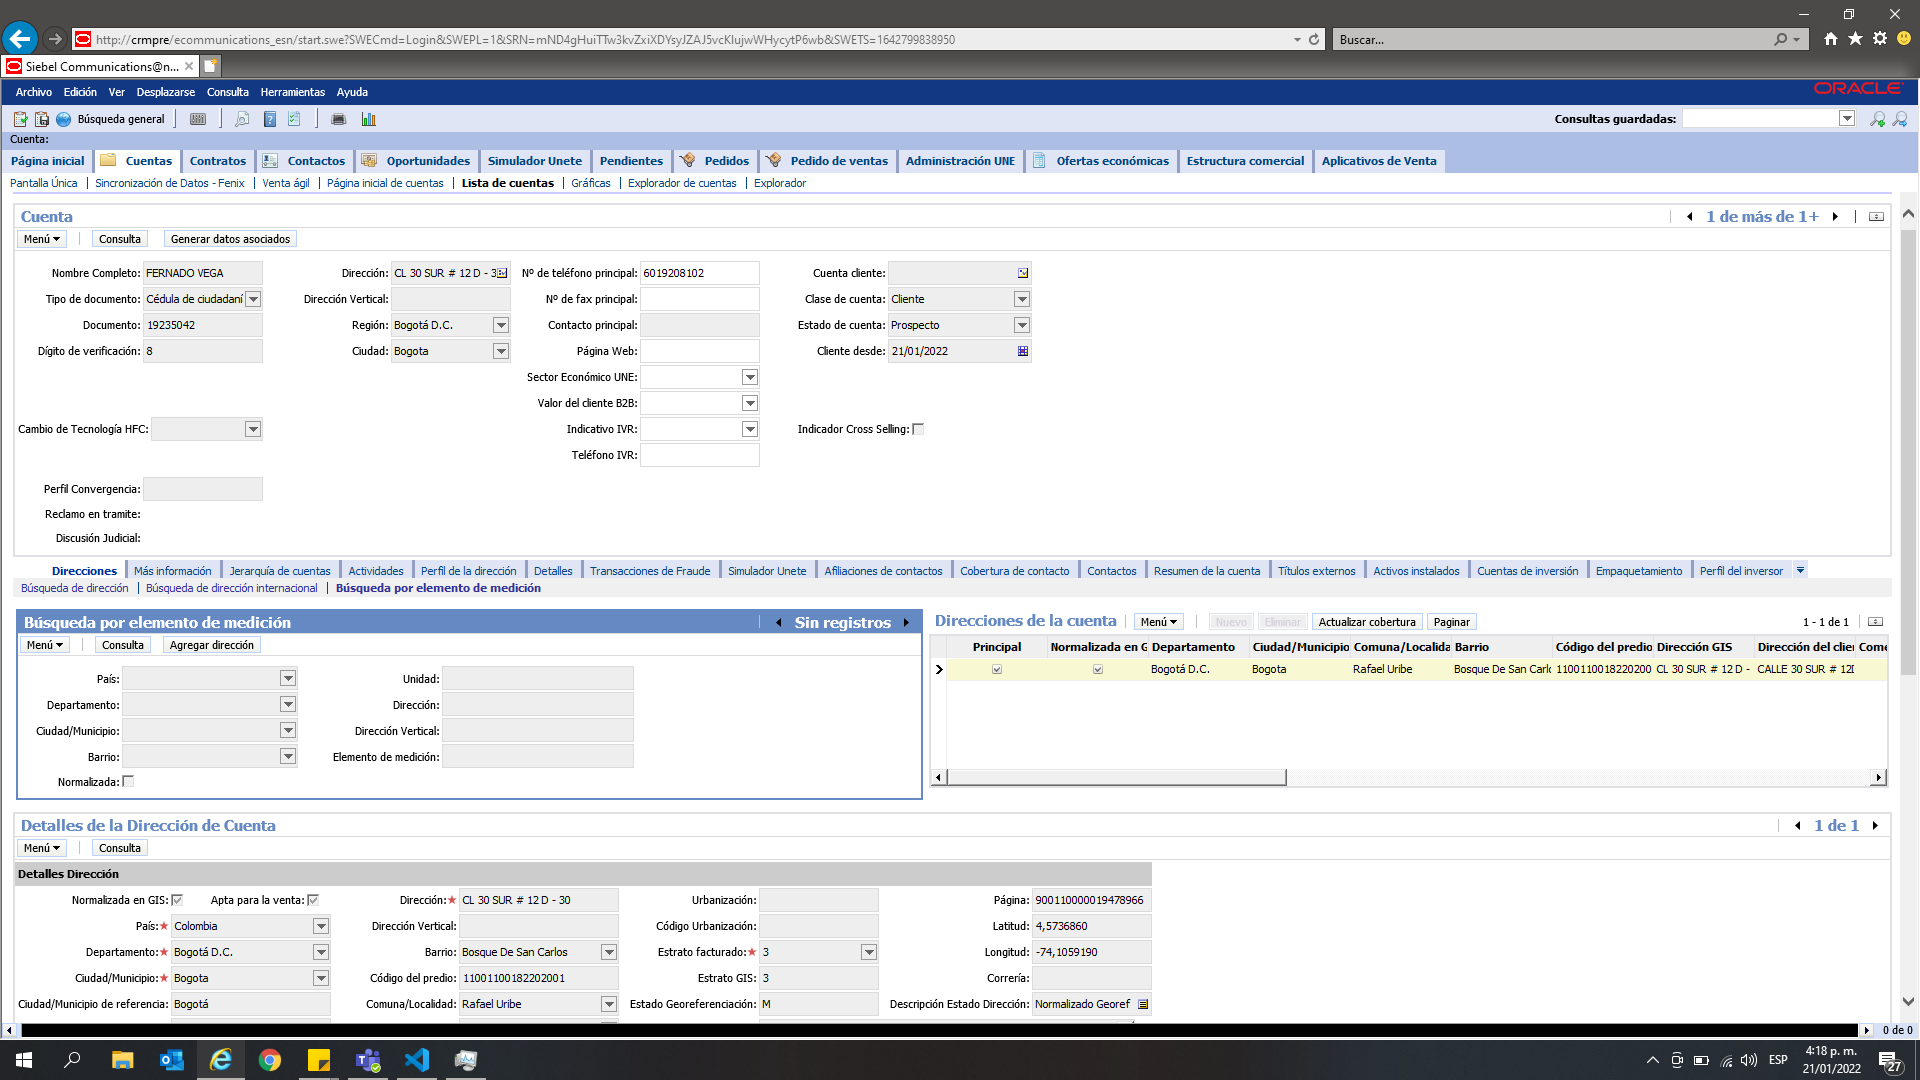 http://crmpre/ecommunications_esn/start.swe?SWECmd=Login&SWEPL=1&SRN=mND4gHuiTTw3kvZxiXDYsyJZAJ5vcKIujwWHycytP6wb&SWETS=1642799838950
Buscar...
Siebel Communications@n...
Archivo Edición Ver Desplazarse Consulta Herramientas Ayuda
ORACLE
Búsqueda general
Consultas guardadas:
Cuenta:
Página inicial Cuentas Contratos Contactos Oportunidades Simulador Unete Pendientes Pedidos Pedido de ventas Administración UNE Ofertas económicas Estructura comercial Aplicativos de Venta
Pantalla Única Sincronización de Datos - Fenix Venta ágil Página inicial de cuentas Lista de cuentas Gráficas Explorador de cuentas Explorador
Cuenta 1 de más de 1+
Menú Consulta Generar datos asociados
Nombre Completo: FERNADO VEGA Dirección: CL 30 SUR # 12 D - 3 Nº de teléfono principal: 6019208102 Cuenta cliente:
Tipo de documento: Cédula de ciudadaní Dirección Vertical: Nº de fax principal: Clase de cuenta: Cliente
Documento: 19235042 Región: Bogotá D.C. Contacto principal: Estado de cuenta: Prospecto
Dígito de verificación: 8 Ciudad: Bogota Página Web: Cliente desde: 21/01/2022
Sector Económico UNE:
Valor del cliente B2B:
Cambio de Tecnología HFC: Indicativo IVR: Indicador Cross Selling:
Teléfono IVR:
Perfil Convergencia:
Reclamo en tramite:
Discusión Judicial:
Direcciones Más información Jerarquía de cuentas Actividades Perfil de la dirección Detalles Transacciones de Fraude Simulador Unete Afiliaciones de contactos Cobertura de contacto Contactos Resumen de la cuenta Títulos externos Activos instalados Cuentas de inversión Empaquetamiento Perfil del inversor
Búsqueda de dirección Búsqueda de dirección internacional Búsqueda por elemento de medición
Búsqueda por elemento de medición Sin registros
Menú Consulta Agregar dirección
País: Unidad:
Departamento: Dirección:
Ciudad/Municipio: Dirección Vertical:
Barrio: Elemento de medición:
Normalizada:
Direcciones de la cuenta Menú Nuevo Eliminar Actualizar cobertura Paginar 1 - 1 de 1
Principal Normalizada en G Departamento Ciudad/Municipio Comuna/Localida Barrio Código del predio Dirección GIS Dirección del clie Come
Bogotá D.C. Bogota Rafael Uribe Bosque De San Carlo 1100110018220200 CL 30 SUR # 12 D - CALLE 30 SUR # 12D
Detalles de la Dirección de Cuenta 1 de 1
Menú Consulta
Detalles Dirección
Normalizada en GIS: Apta para la venta: Dirección:★ CL 30 SUR # 12 D - 30 Urbanización: Página: 900110000019478966
País:★ Colombia Dirección Vertical: Código Urbanización: Latitud: 4,5736860
Departamento:★ Bogotá D.C. Barrio: Bosque De San Carlos Estrato facturado:★ 3 Longitud: -74,1059190
Ciudad/Municipio:★ Bogota Código del predio: 11001100182202001 Estrato GIS: 3 Correría:
Ciudad/Municipio de referencia: Bogotá Comuna/Localidad: Rafael Uribe Estado Georeferenciación: M Descripción Estado Dirección: Normalizado Georef
0 de 0
ESP
4:18 p. m.
21/01/2022
27